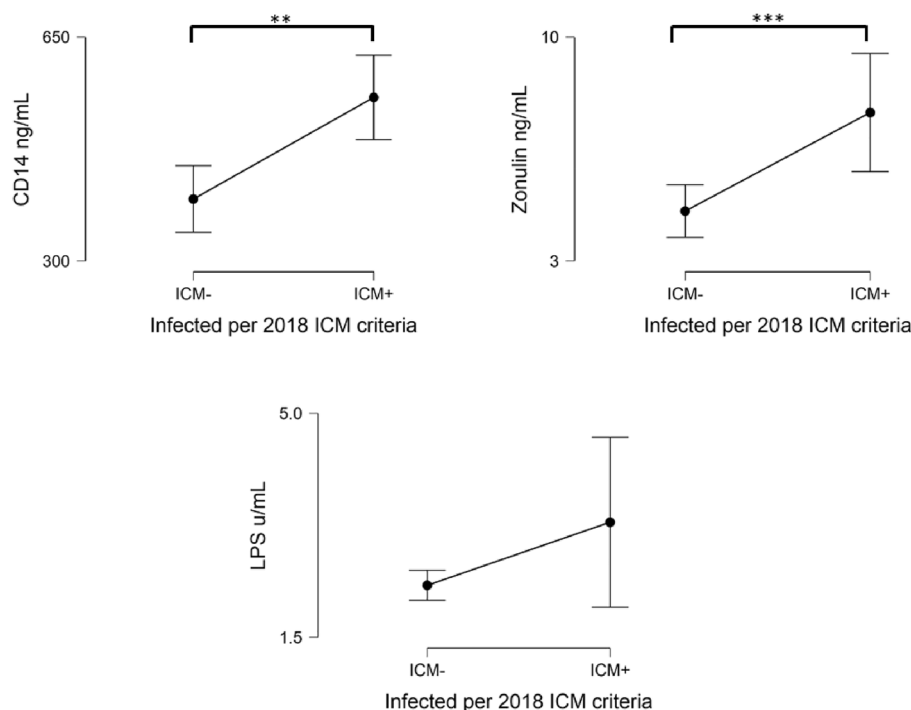 **
650
CD14 ng/mL
300
ICM-
ICM+
Infected per 2018 ICM criteria
***
10
Zonulin ng/mL
3
ICM-
ICM+
Infected per 2018 ICM criteria
5.0
LPS u/mL
1.5
ICM-
ICM+
Infected per 2018 ICM criteria